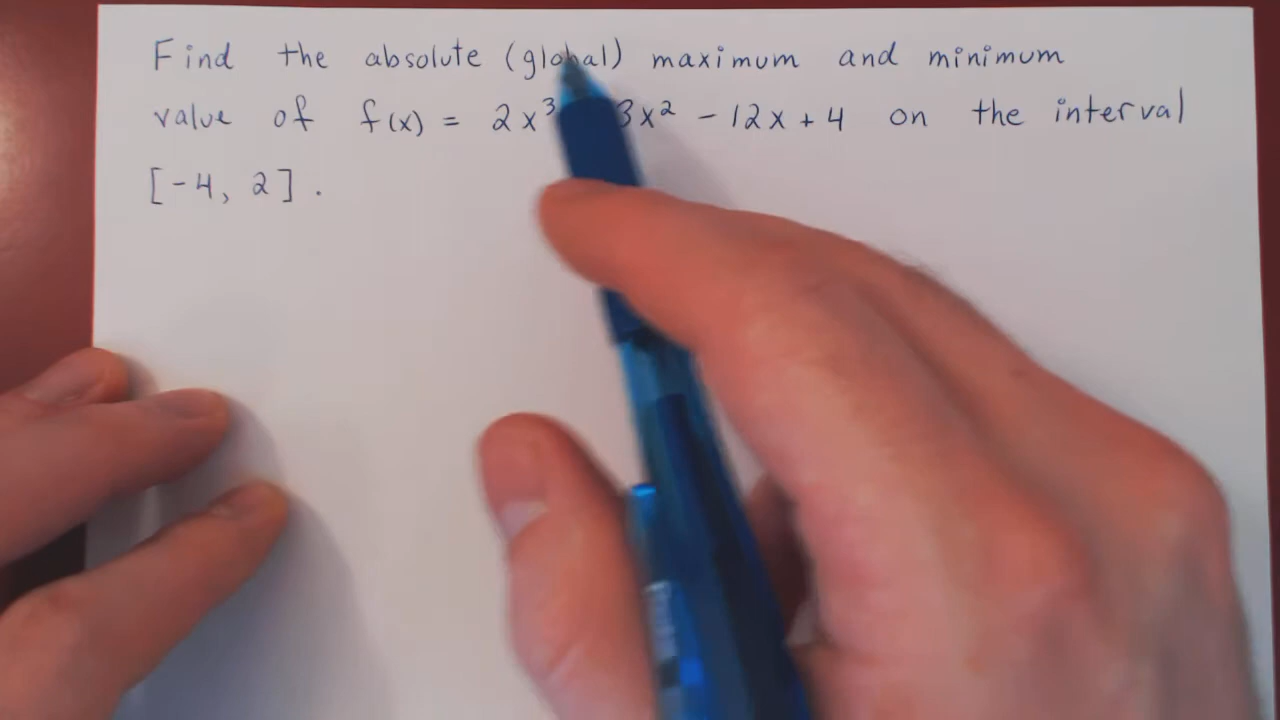 Find the absolute (global) maximum and minimum
value of f(x) = 2x³ 3x² - 12x + 4 on the interval
[-4, 2].